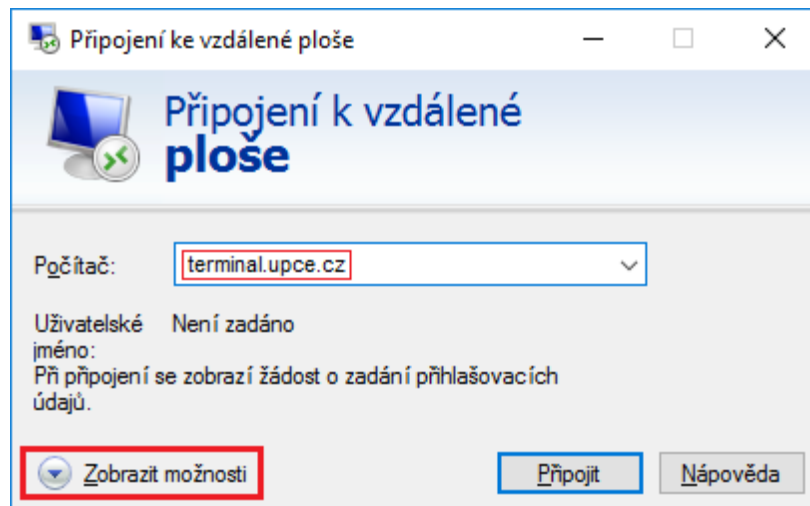 Připojení ke vzdálené ploše
Připojení k vzdálené
ploše
Počítač: terminal.upce.cz
Uživatelské Není zadáno
jméno:
Při připojení se zobrazí žádost o zadání přihlašovacích
údajů.
Zobrazit možnosti Připojit Nápověda